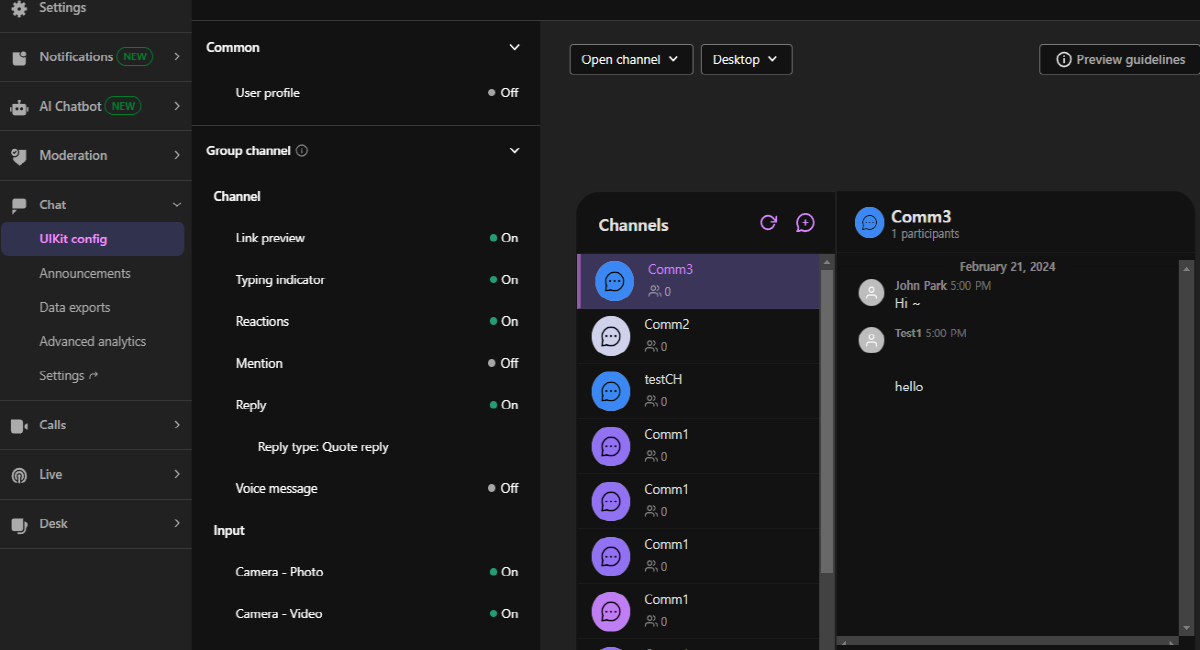 Settings
Notifications NEW
AI Chatbot NEW
Moderation
Chat
UIKit config
Announcements
Data exports
Advanced analytics
Settings
Calls
Live
Desk
Common
User profile Off
Group channel
Channel
Link preview On
Typing indicator On
Reactions On
Mention Off
Reply On
Reply type: Quote reply
Voice message Off
Input
Camera - Photo On
Camera - Video On
Open channel Desktop Preview guidelines
Channels
Comm3
0
Comm2
0
testCH
0
Comm1
0
Comm1
0
Comm1
0
Comm1
0
Comm3
1 participants
February 21, 2024
John Park 5:00 PM
Hi ~
Test1 5:00 PM
hello